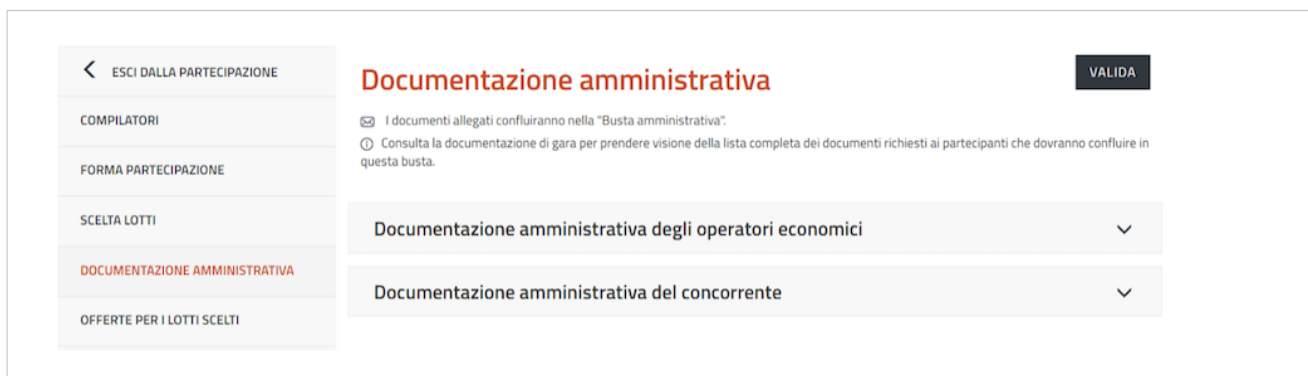 ESCI DALLA PARTECIPAZIONE
COMPILATORI
FORMA PARTECIPAZIONE
SCELTA LOTTI
DOCUMENTAZIONE AMMINISTRATIVA
OFFERTE PER I LOTTI SCELTI
Documentazione amministrativa
VALIDA
I documenti allegati confluiranno nella "Busta amministrativa".
Consulta la documentazione di gara per prendere visione della lista completa dei documenti richiesti ai partecipanti che dovranno confluire in
questa busta.
Documentazione amministrativa degli operatori economici
Documentazione amministrativa del concorrente